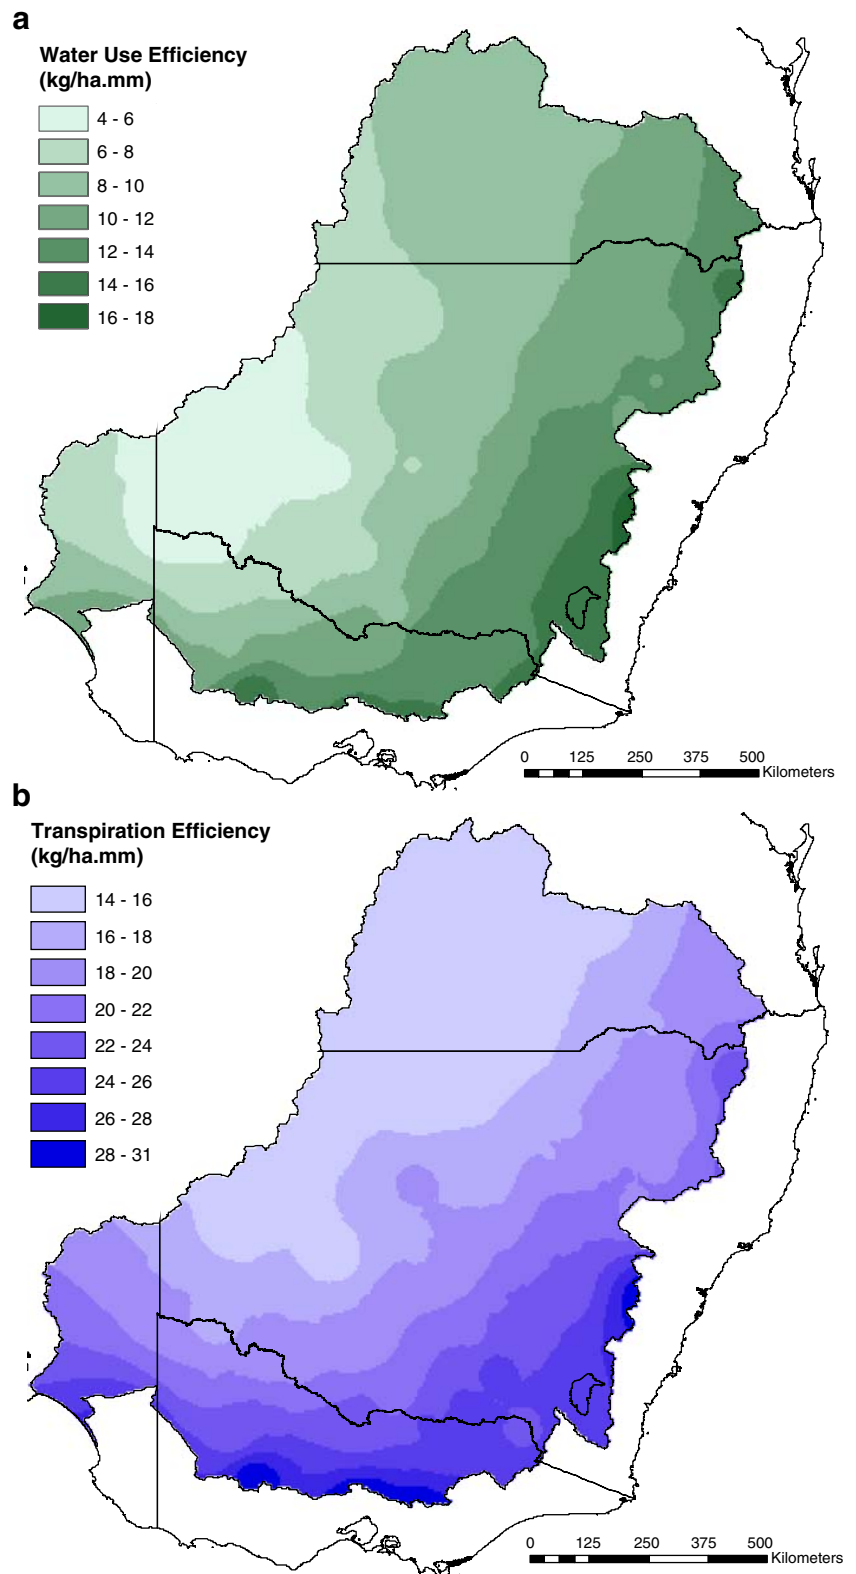 a
Water Use Efficiency
(kg/ha.mm)
4 - 6
6 - 8
8 - 10
10 - 12
12 - 14
14 - 16
16 - 18
0 125 250 375 500
Kilometers
b
Transpiration Efficiency
(kg/ha.mm)
14 - 16
16 - 18
18 - 20
20 - 22
22 - 24
24 - 26
26 - 28
28 - 31
0 125 250 375 500
Kilometers